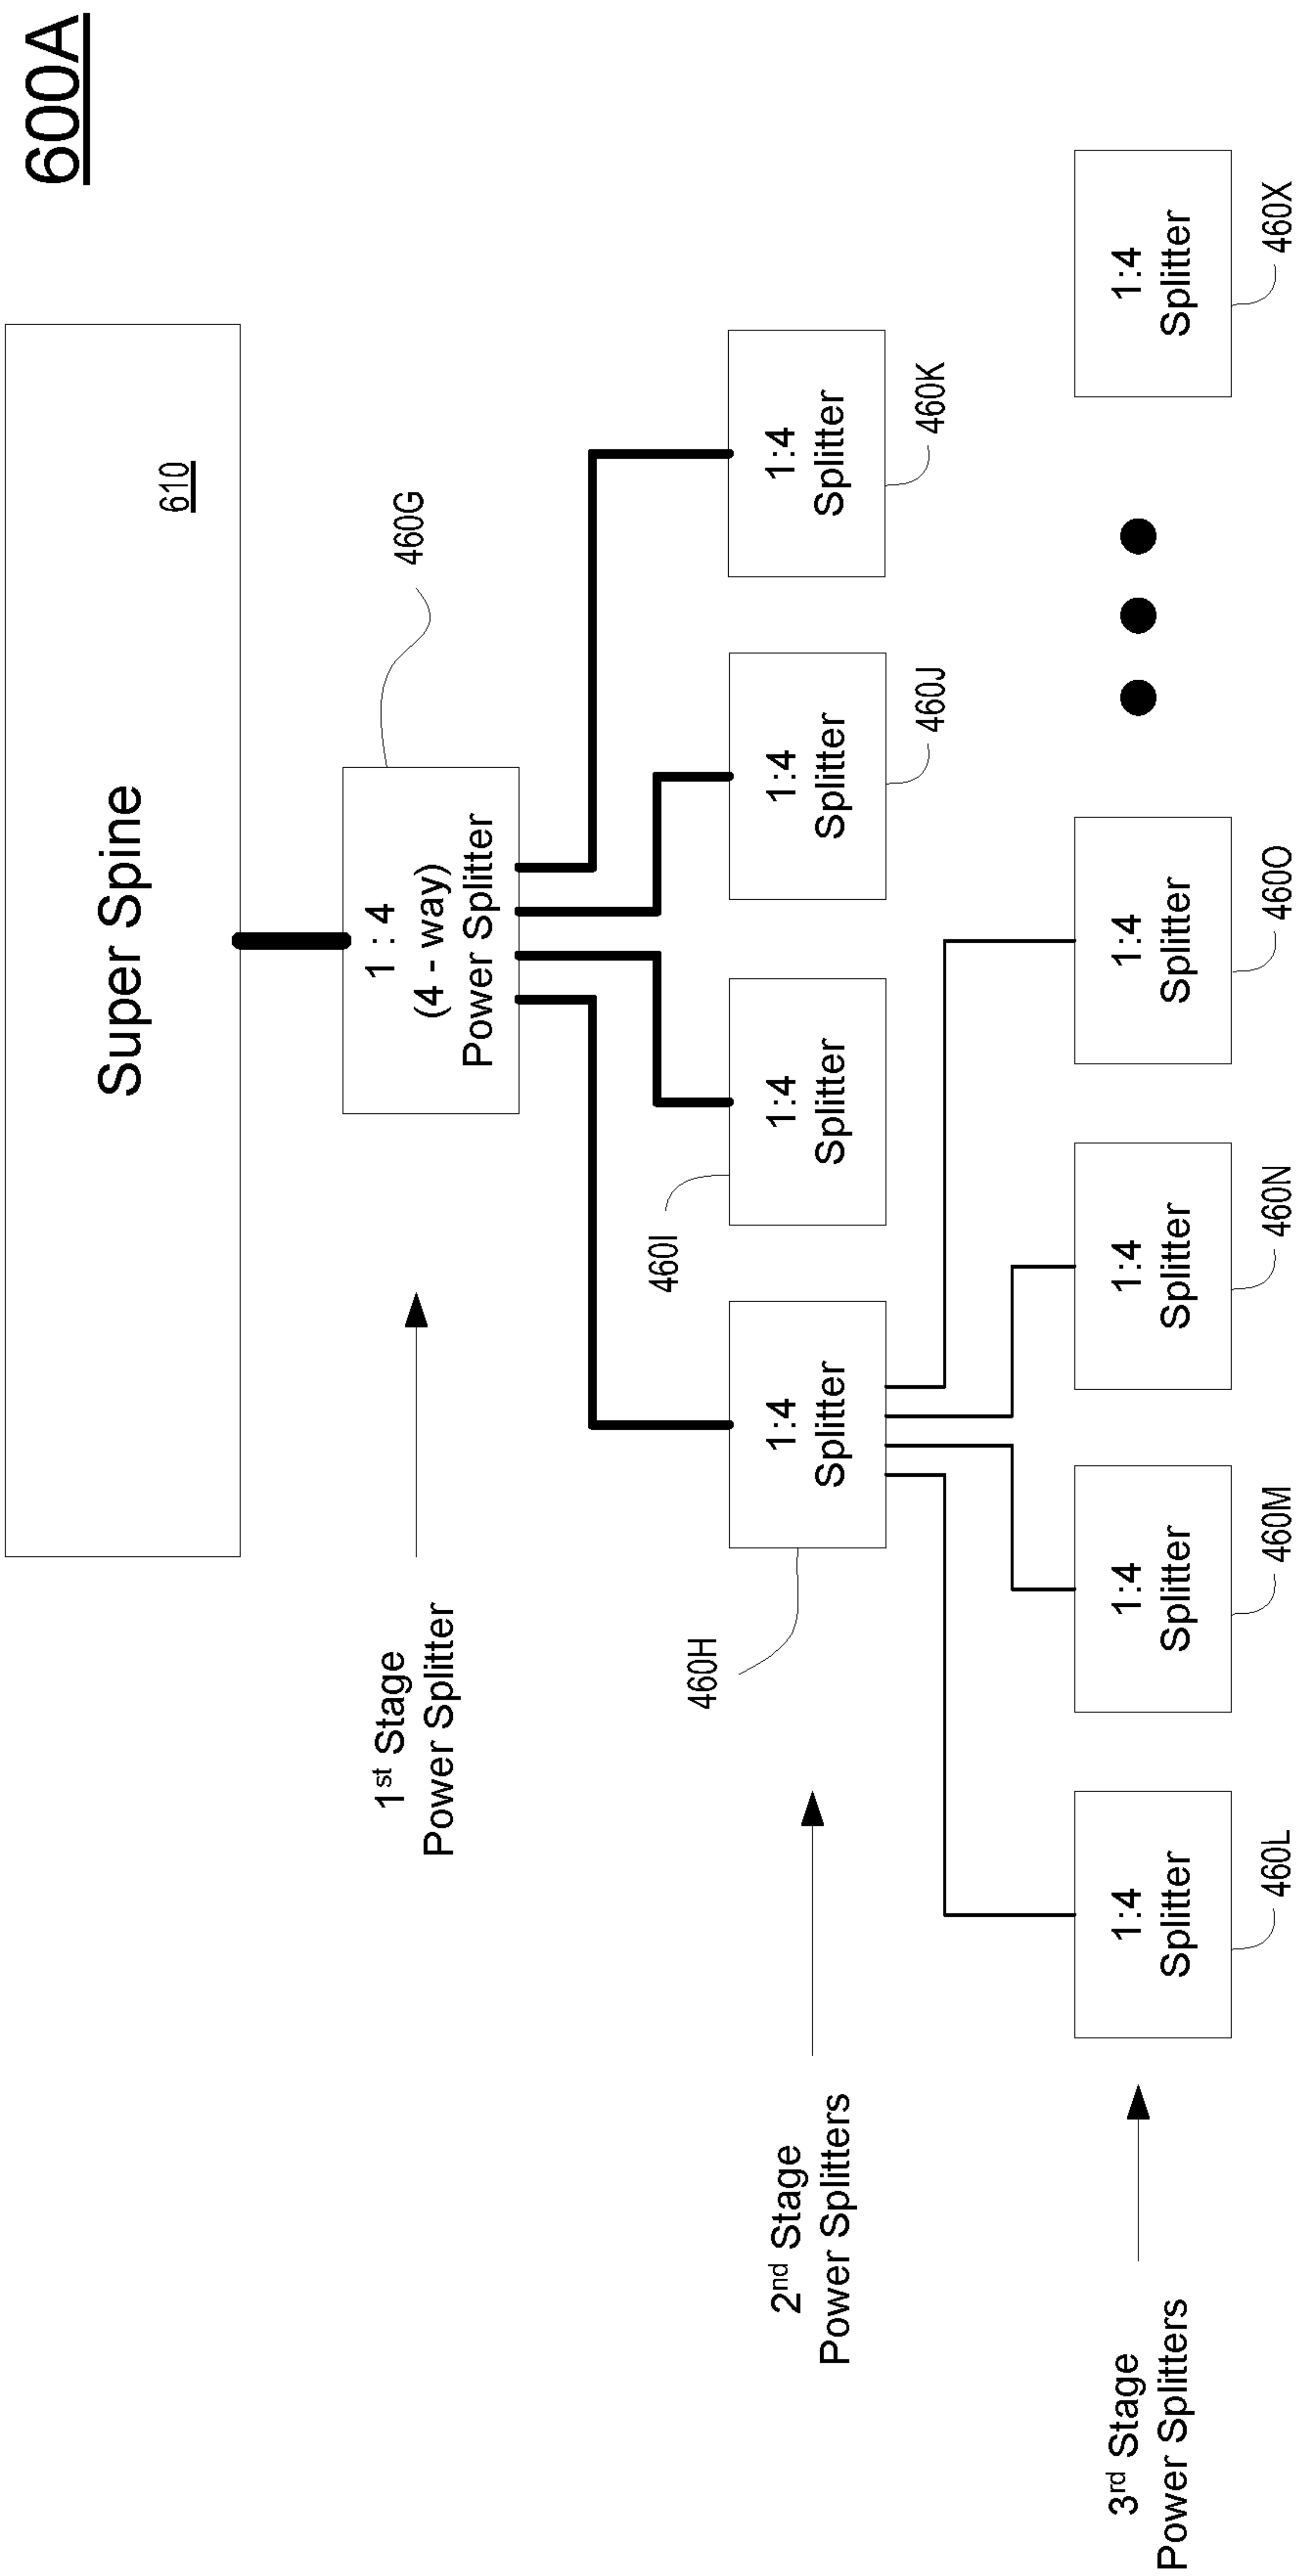 600A
Super Spine
610
460G
1 : 4
(4 - way)
Power Splitter
1st Stage
Power Splitter
460H
460I
1:4
Splitter
1:4
Splitter
1:4
Splitter
1:4
Splitter
460J
460K
2nd Stage
Power Splitters
3rd Stage
Power Splitters
1:4
Splitter
1:4
Splitter
1:4
Splitter
1:4
Splitter
1:4
Splitter
460L
460M
460N
460O
460X